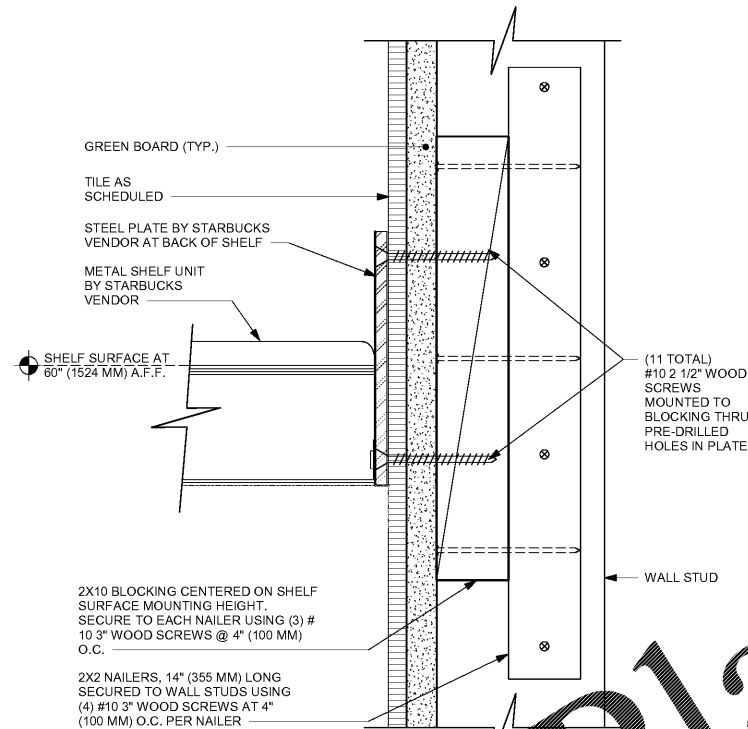 GREEN BOARD (TYP.)
TILE AS
SCHEDULED
STEEL PLATE BY STARBUCKS
VENDOR AT BACK OF SHELF
METAL SHELF UNIT
BY STARBUCKS
VENDOR
SHELF SURFACE AT
60" (1524 MM) A.F.F.
(11 TOTAL)
#10 2 1/2" WOOD
SCREWS
MOUNTED TO
BLOCKING THRU
PRE-DRILLED
HOLES IN PLATE
WALL STUD
2X10 BLOCKING CENTERED ON SHELF
SURFACE MOUNTING HEIGHT.
SECURE TO EACH NAILER USING (3) #
10 3" WOOD SCREWS @ 4" (100 MM)
O.C.
2X2 NAILERS, 14" (355 MM) LONG
SECURED TO WALL STUDS USING
(4) #10 3" WOOD SCREWS AT 4"
(100 MM) O.C. PER NAILER